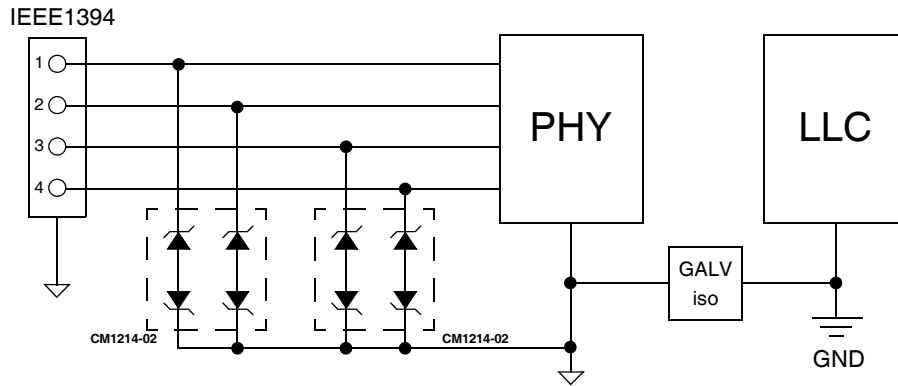 IEEE1394
1
2
3
4
PHY
LLC
GALV
iso
CM1214-02
CM1214-02
GND